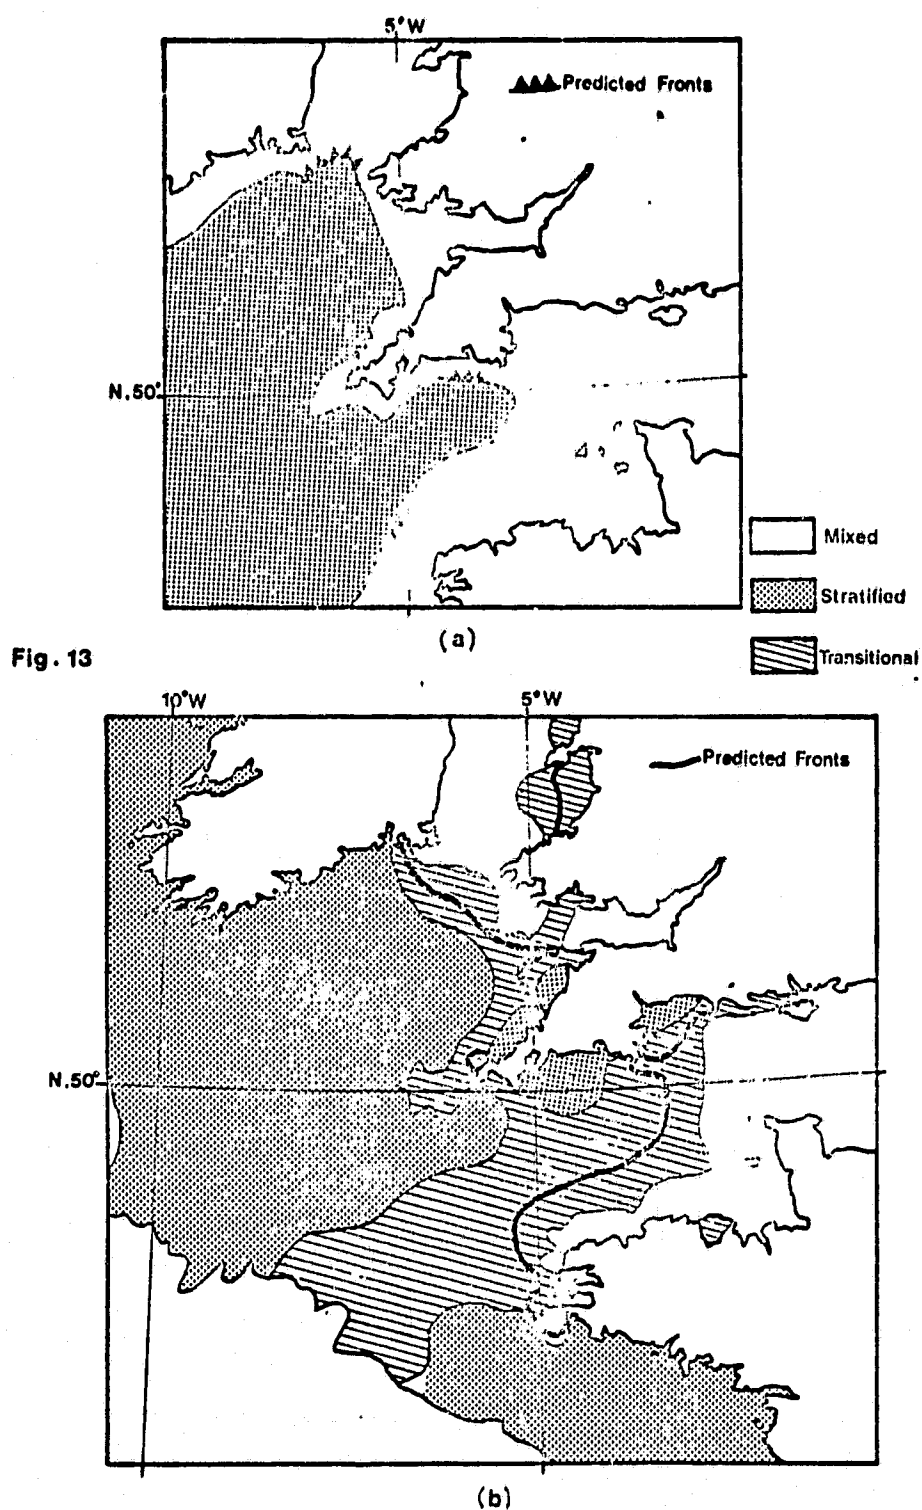 5°W
Predicted Fronts
N.50°
Mixed
Stratified
(a)
Fig.13
Transitional
10°W
5°W
Predicted Fronts
N.50°
(b)